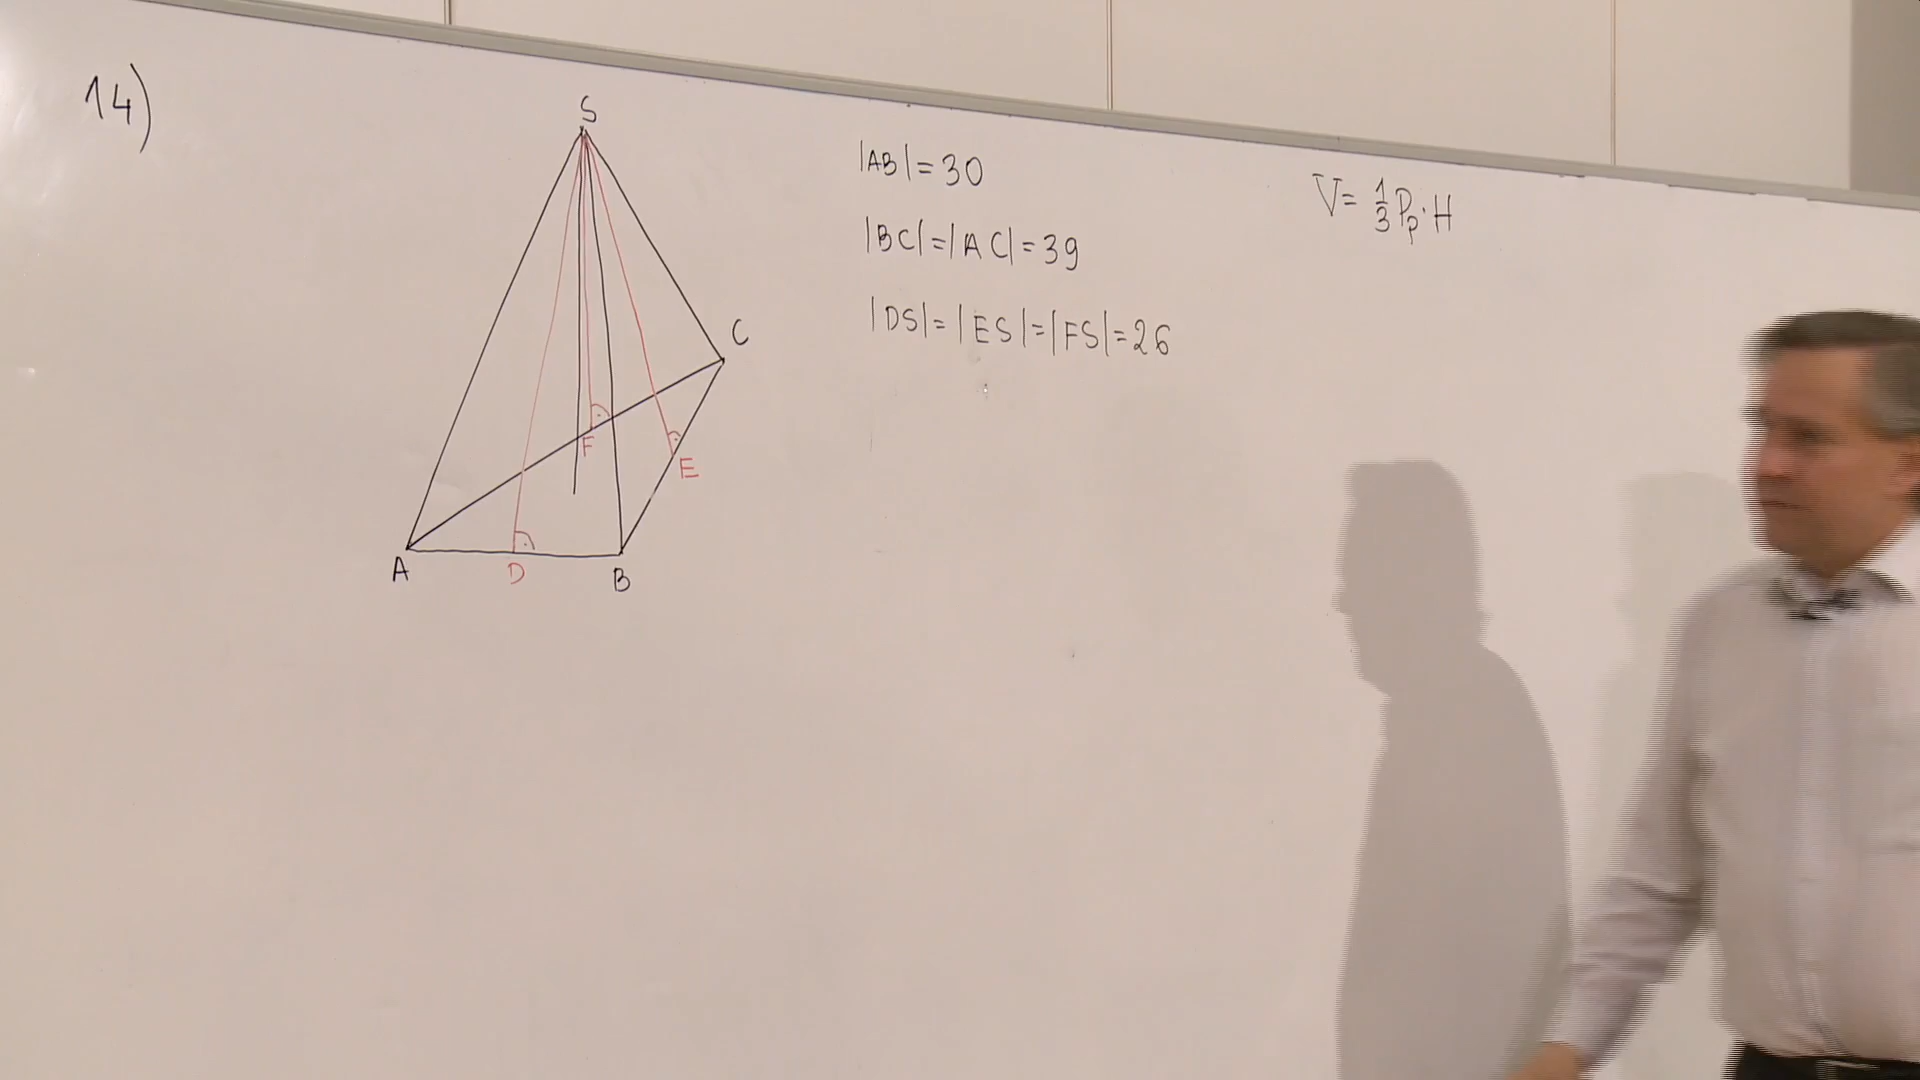 14)
S
|AB| = 30
V = 1/3 Pp · H
|BC| = |AC| = 39
|DS| = |ES| = |FS| = 26
C
F
E
A
D
B